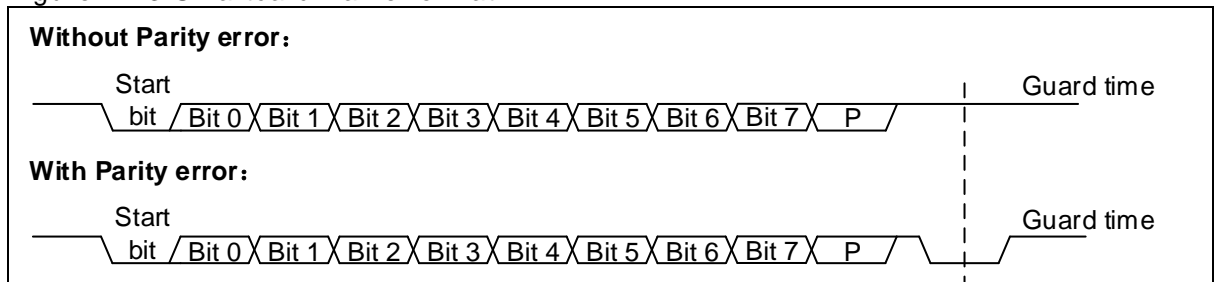 Without Parity error：
Start
bit Bit 0 Bit 1 Bit 2 Bit 3 Bit 4 Bit 5 Bit 6 Bit 7 P
Guard time
With Parity error：
Start
bit Bit 0 Bit 1 Bit 2 Bit 3 Bit 4 Bit 5 Bit 6 Bit 7 P
Guard time